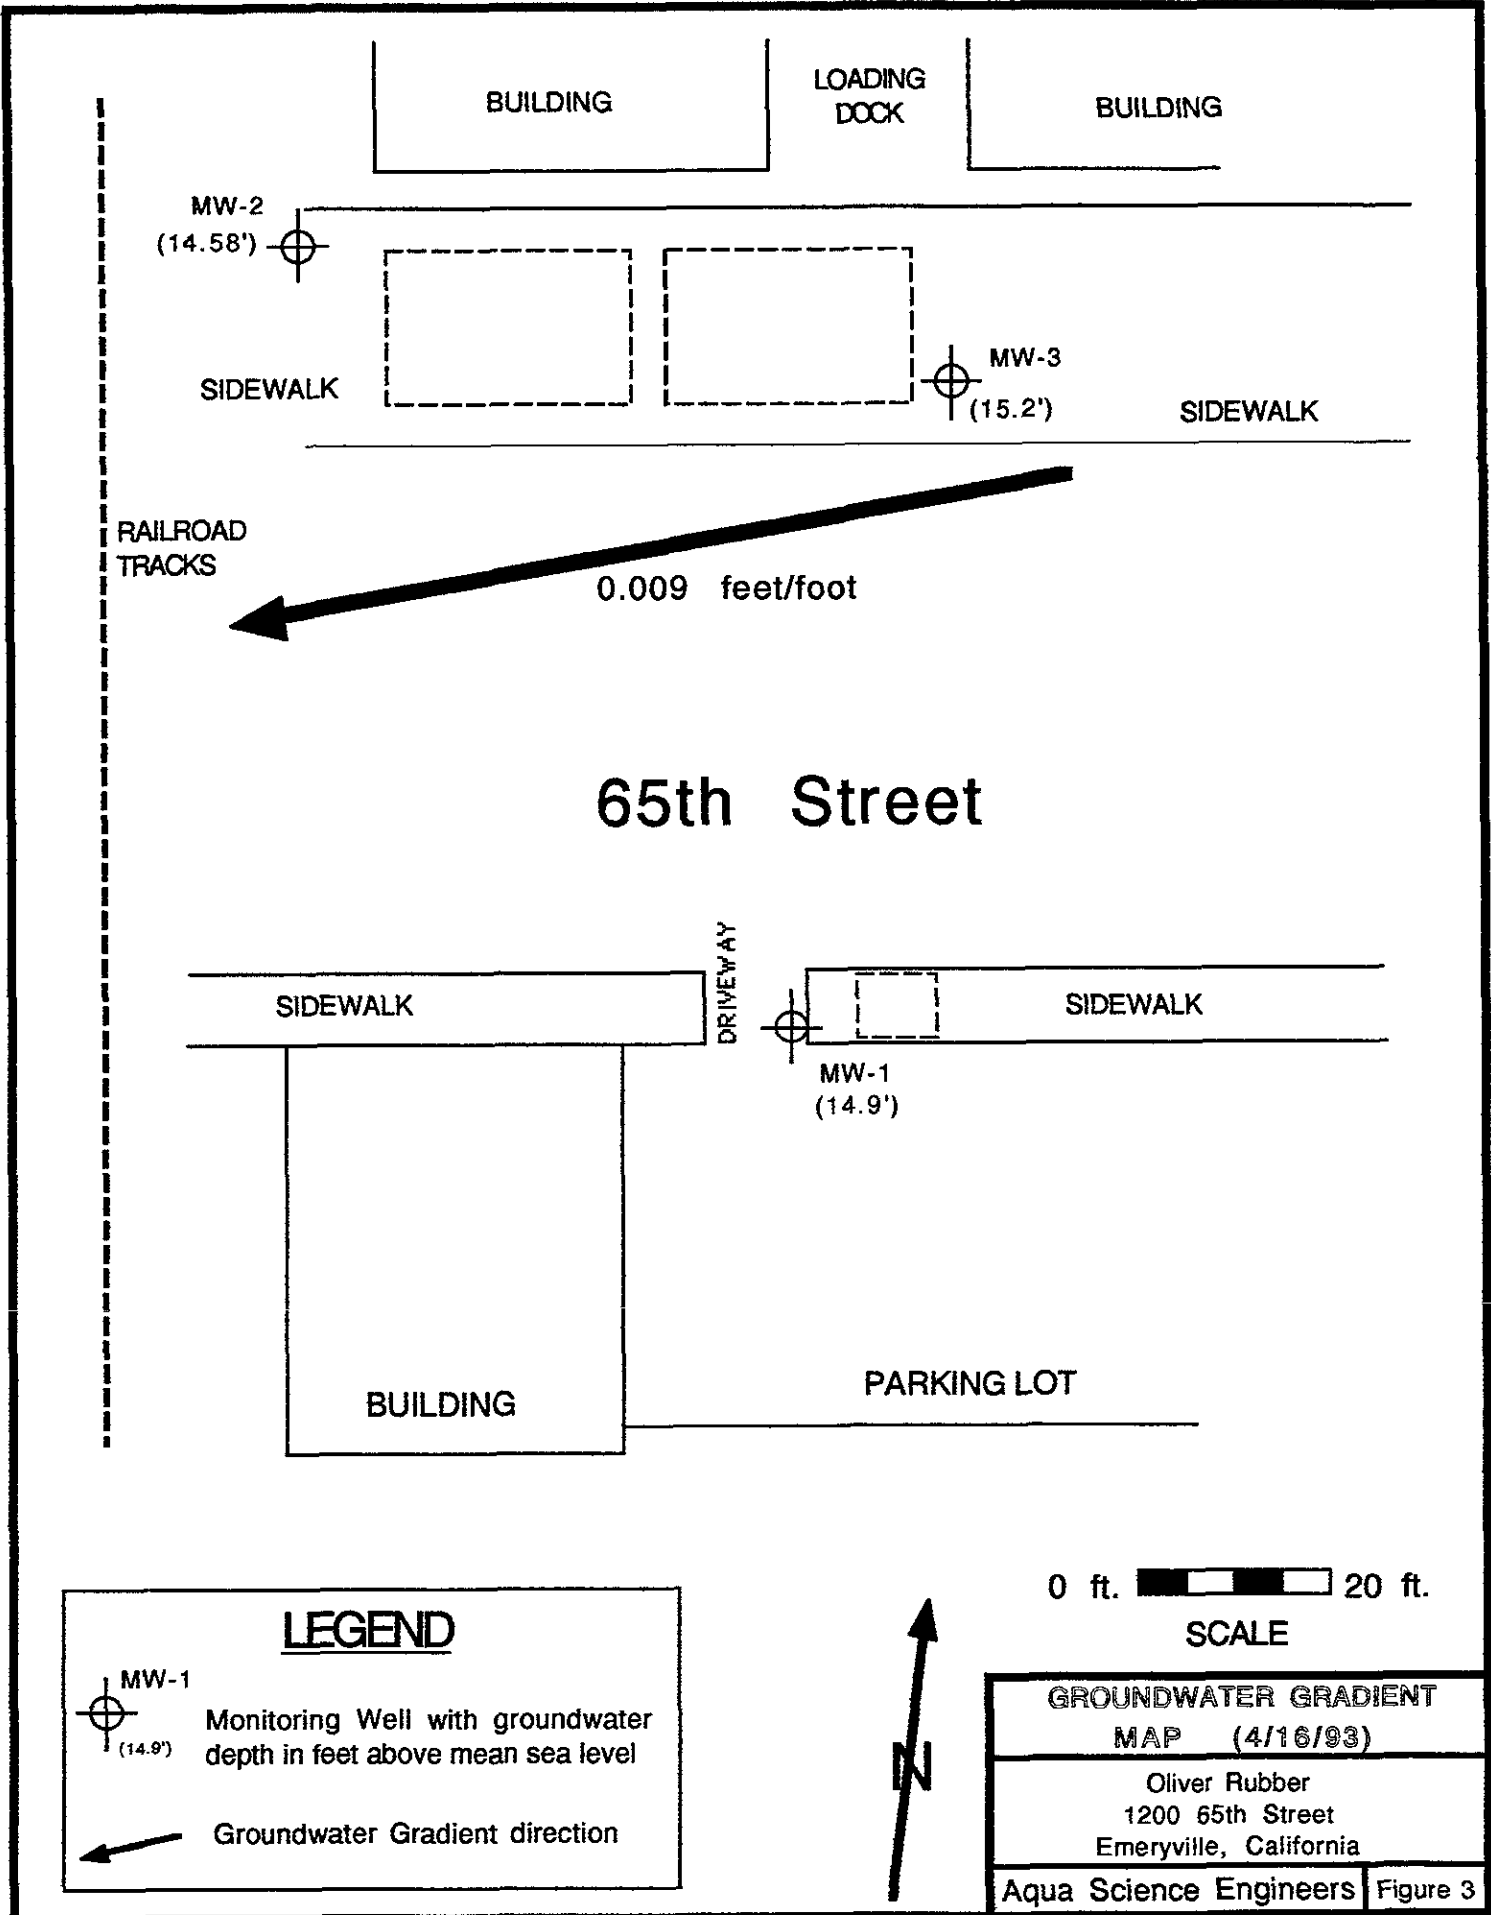 BUILDING
LOADING
DOCK
BUILDING
MW-2
(14.58')
MW-3
(15.2')
SIDEWALK
SIDEWALK
RAILROAD
TRACKS
0.009 feet/foot
65th Street
SIDEWALK
DRIVEWAY
SIDEWALK
MW-1
(14.9')
BUILDING
PARKING LOT
LEGEND
MW-1
(14.9')
Monitoring Well with groundwater
depth in feet above mean sea level
Groundwater Gradient direction
N
0 ft. 20 ft.
SCALE
GROUNDWATER GRADIENT
MAP (4/16/93)
Oliver Rubber
1200 65th Street
Emeryville, California
Aqua Science Engineers
Figure 3